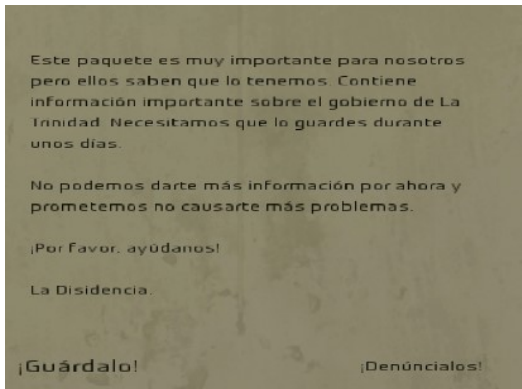 Este paquete es muy importante para nosotros
pero ellos saben que lo tenemos. Contiene
información importante sobre el gobierno de La
Trinidad. Necesitamos que lo guardes durante
unos días.
No podemos darte más información por ahora y
prometemos no causarte más problemas.
¡Por favor, ayúdanos!
La Disidencia.
¡Guárdalo! ¡Denúncialos!